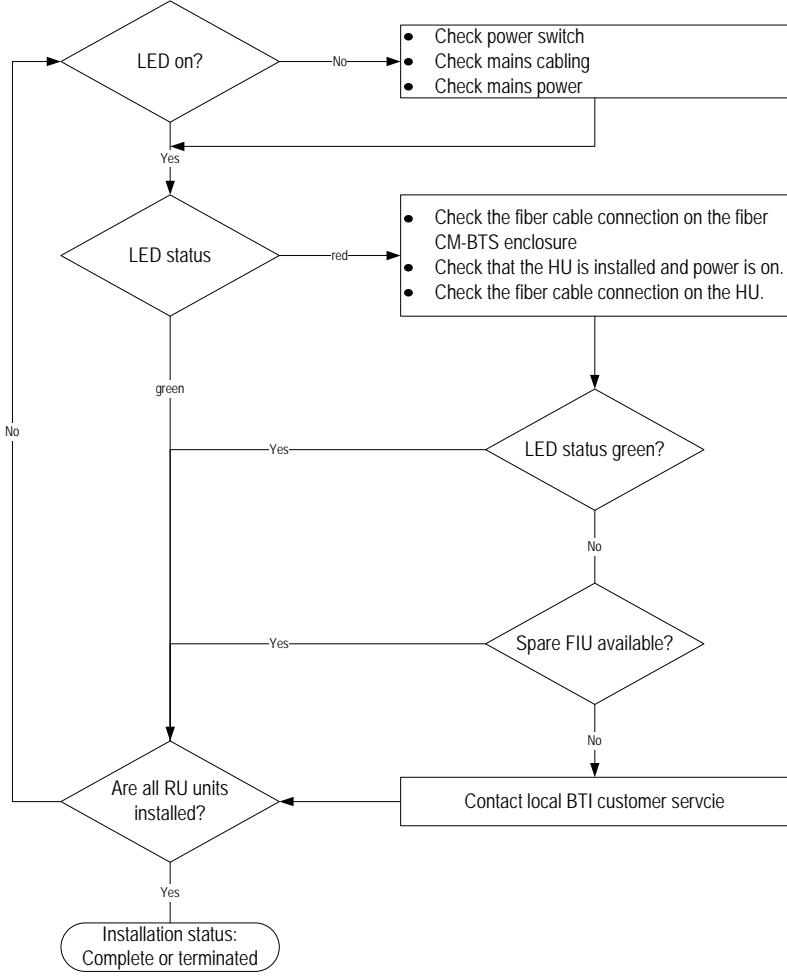 LED on?
No
● Check power switch
● Check mains cabling
● Check mains power
Yes
LED status
red
● Check the fiber cable connection on the fiber
CM-BTS enclosure
● Check that the HU is installed and power is on.
● Check the fiber cable connection on the HU.
green
No
Yes
LED status green?
No
Yes
Spare FIU available?
No
Are all RU units
installed?
Contact local BTI customer servcie
Yes
Installation status:
Complete or terminated